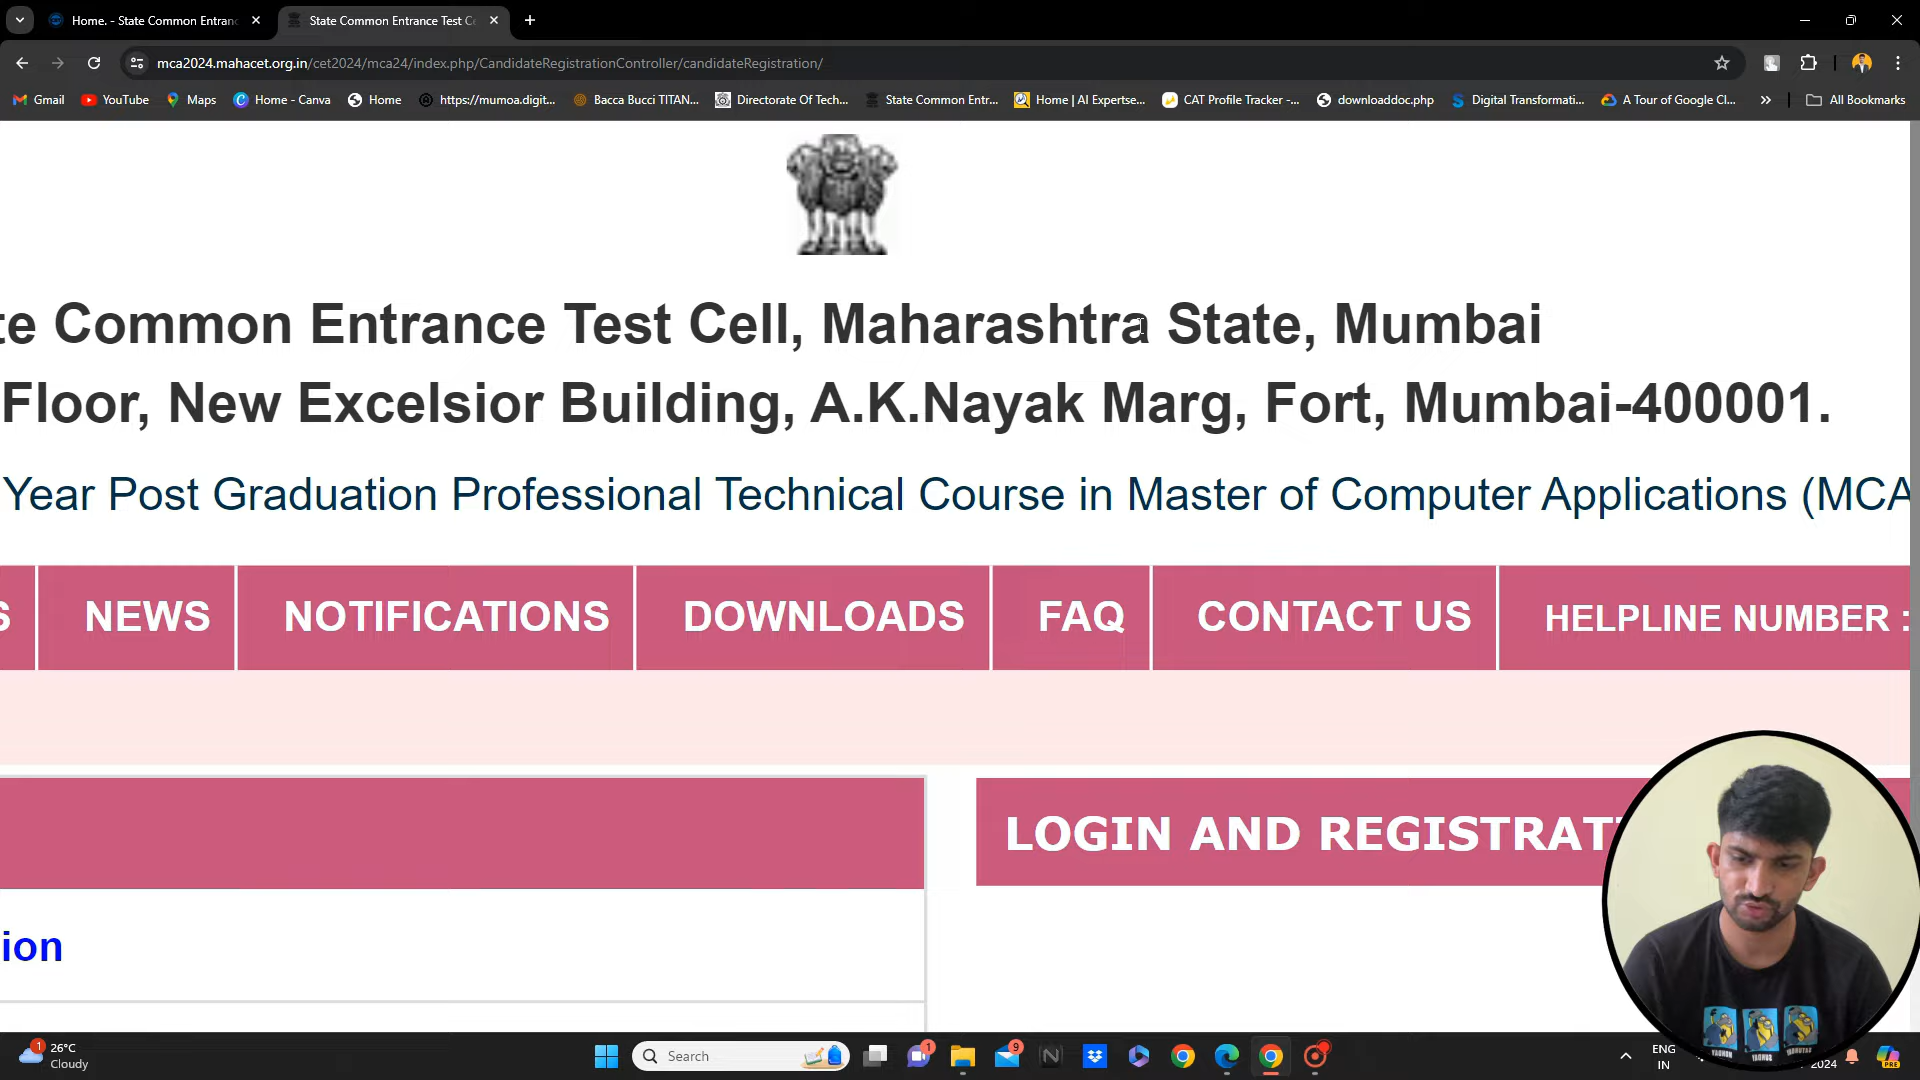 Home. - State Common Entran
State Common Entrance Test C
mca2024.mahacet.org.in/cet2024/mca24/index.php/CandidateRegistrationController/candidateRegistration/
Gmail
YouTube
Maps
Home - Canva
Home
https://mumoa.digit...
Bacca Bucci TITAN...
Directorate Of Tech...
State Common Entr...
Home | AI Expertse...
CAT Profile Tracker -...
downloaddoc.php
Digital Transformati...
A Tour of Google Cl...
All Bookmarks
te Common Entrance Test Cell, Maharashtra State, Mumbai
Floor, New Excelsior Building, A.K.Nayak Marg, Fort, Mumbai-400001.
Year Post Graduation Professional Technical Course in Master of Computer Applications (MCA
S
NEWS
NOTIFICATIONS
DOWNLOADS
FAQ
CONTACT US
HELPLINE NUMBER :
LOGIN AND REGISTRAT
ion
1
26°C
Cloudy
Search
1
9
ENG
IN
2024
PRE